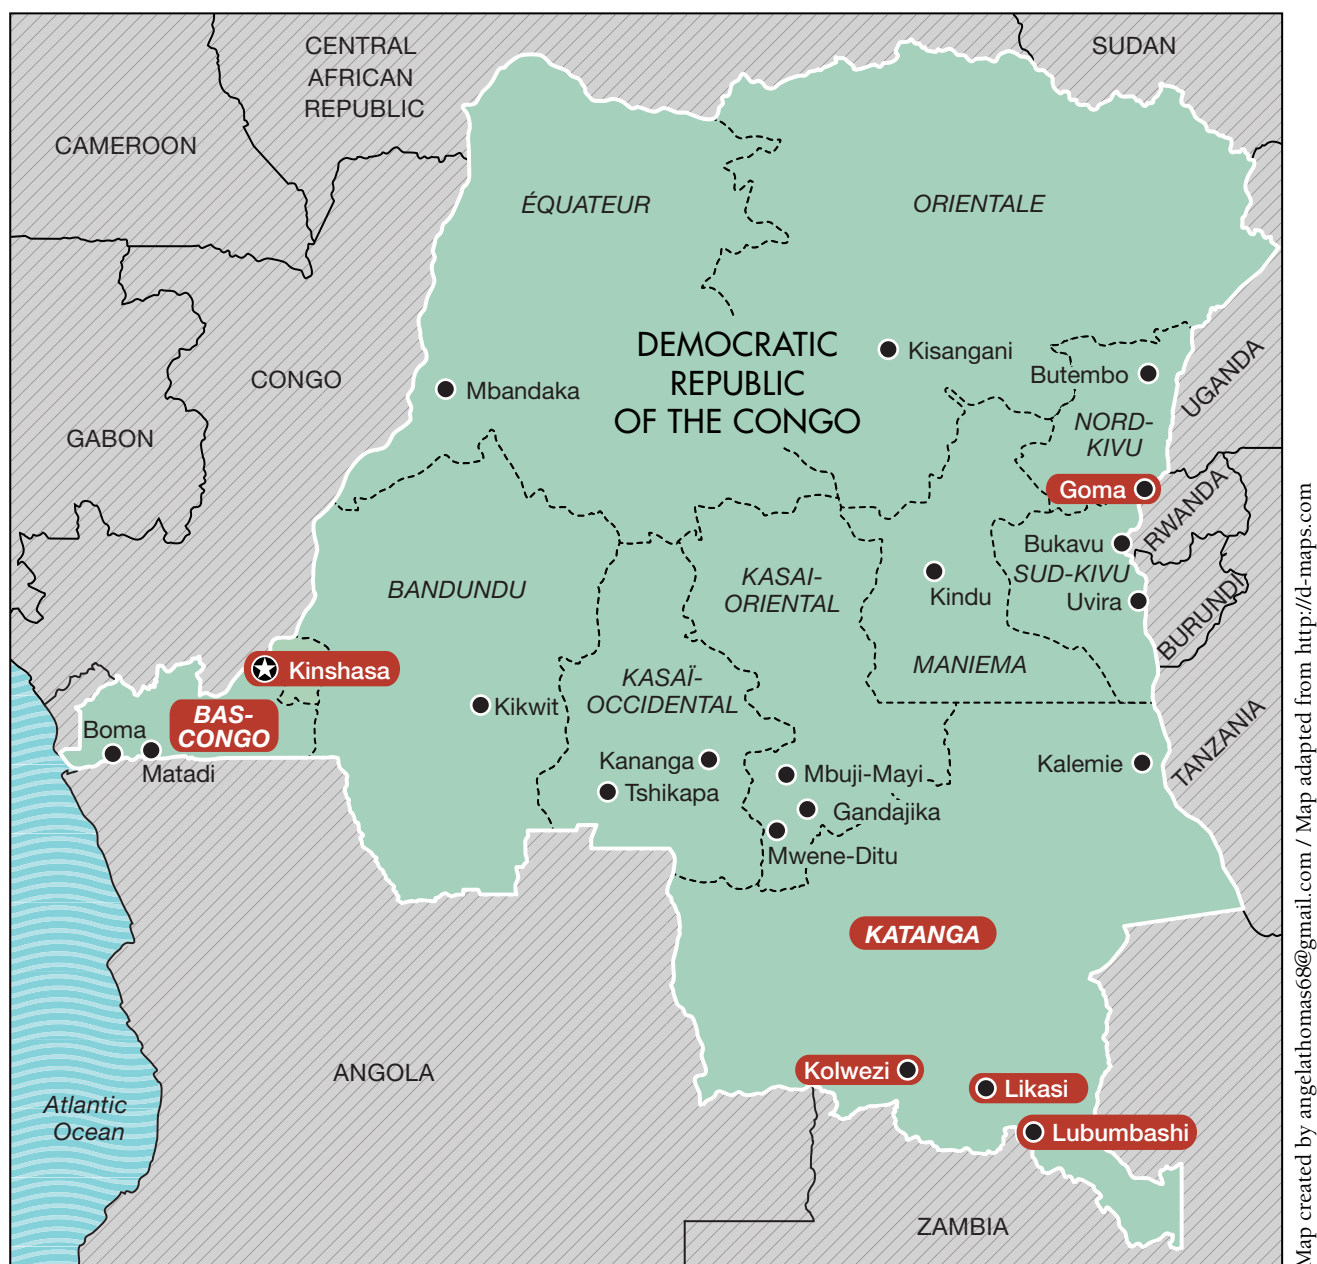 CENTRAL
AFRICAN
REPUBLIC
SUDAN
CAMEROON
ÉQUATEUR
ORIENTALE
DEMOCRATIC
REPUBLIC
OF THE CONGO
Kisangani
Butembo
UGANDA
CONGO
Mbandaka
GABON
NORD-
KIVU
Goma
RWANDA
Bukavu
SUD-KIVU
Uvira
BURUNDI
BANDUNDU
KASAI-
ORIENTAL
Kindu
MANIEMA
Kinshasa
KASAÏ-
OCCIDENTAL
Kikwit
BAS-
CONGO
Boma
Matadi
Kananga
Tshikapa
Mbuji-Mayi
Gandajika
Mwene-Ditu
Kalemie
TANZANIA
KATANGA
ANGOLA
Kolwezi
Likasi
Lubumbashi
Atlantic
Ocean
ZAMBIA
Map created by angelathomas68@gmail.com / Map adapted from http://d-maps.com